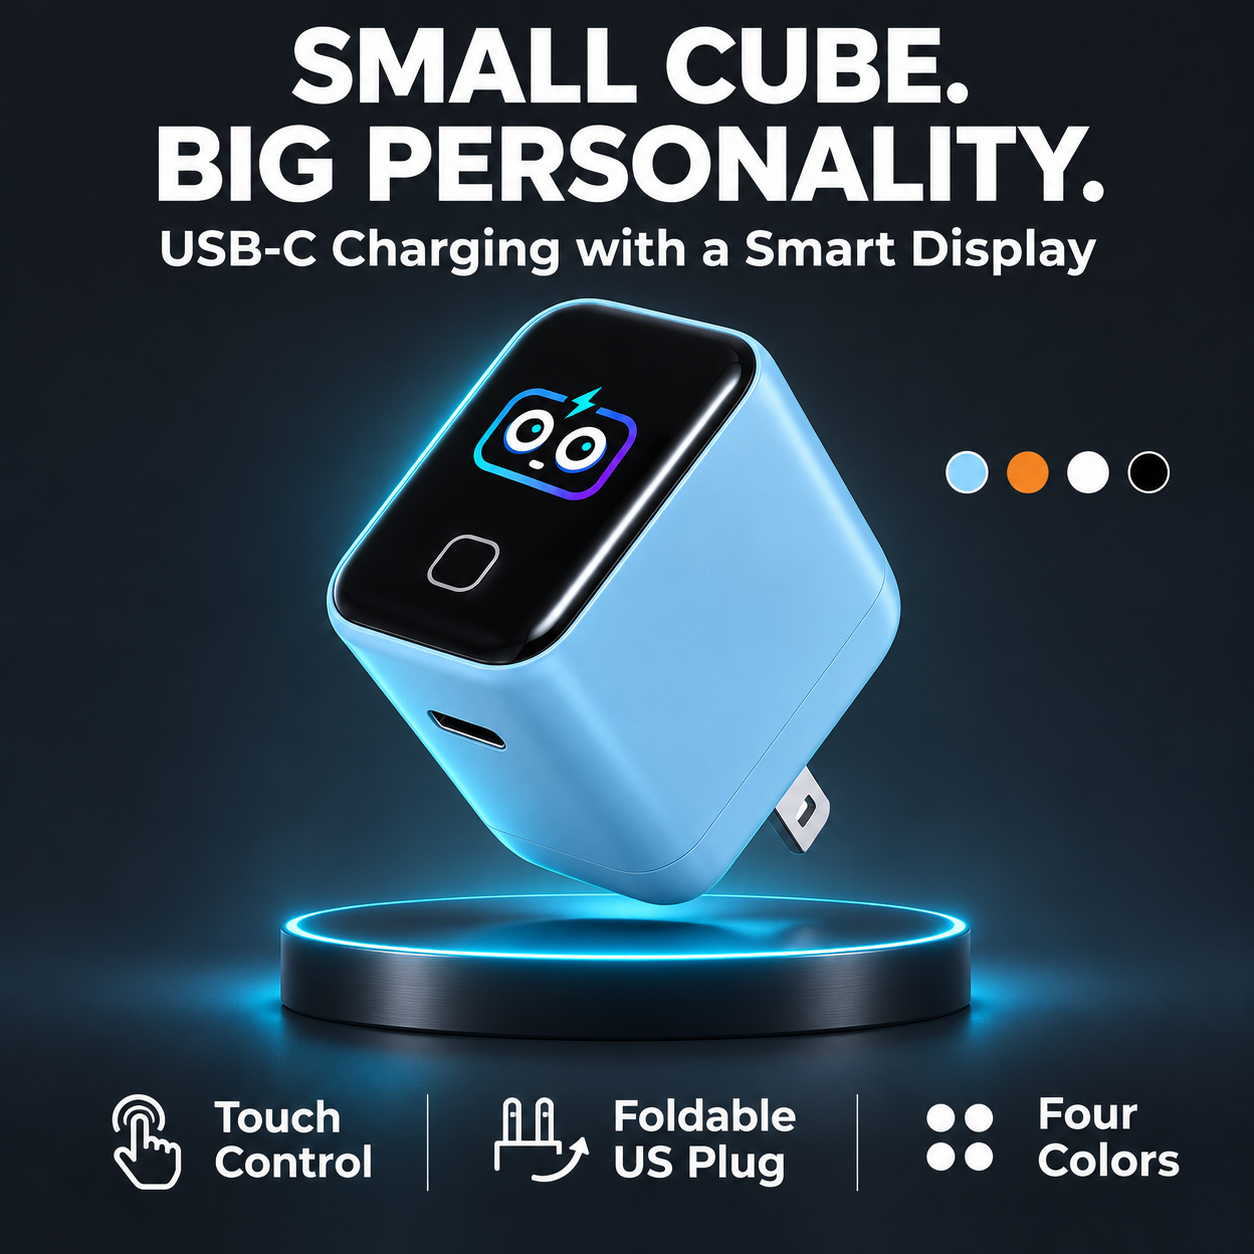 SMALL CUBE.
BIG PERSONALITY.
USB-C Charging with a Smart Display
Touch
Control
Foldable
US Plug
Four
Colors